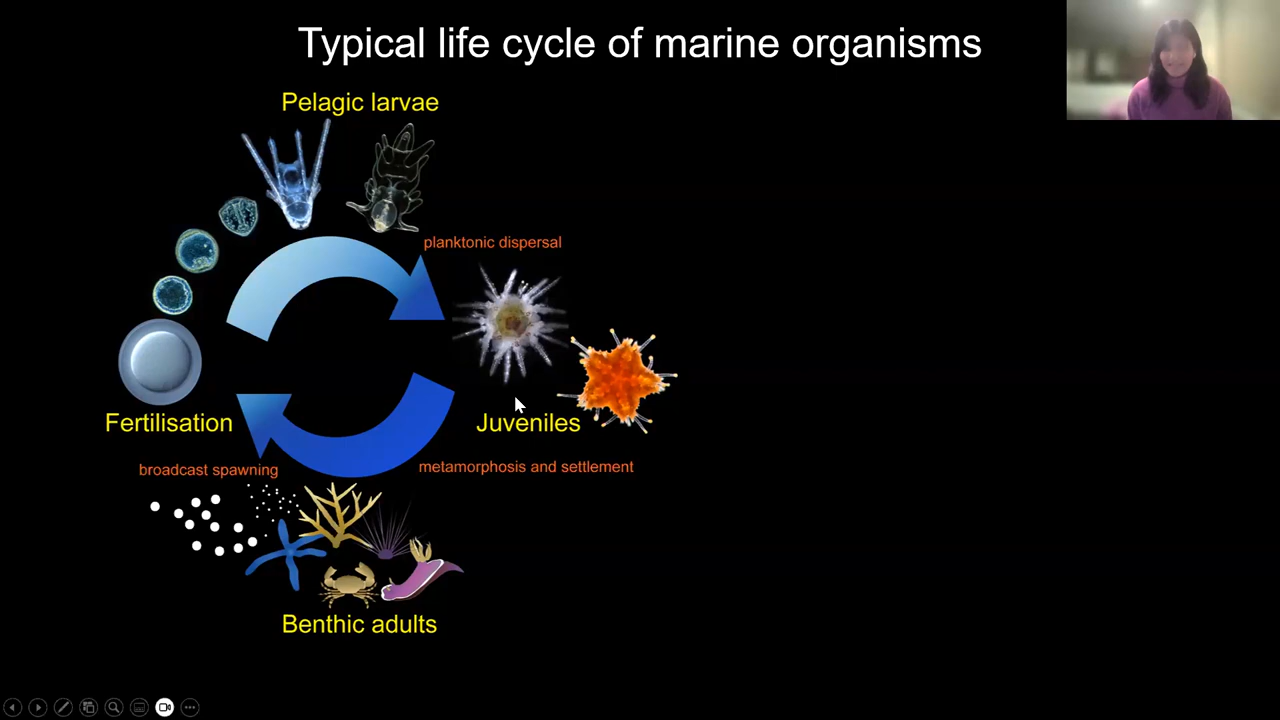 Typical life cycle of marine organisms
Pelagic larvae
planktonic dispersal
Fertilisation
Juveniles
broadcast spawning
metamorphosis and settlement
Benthic adults